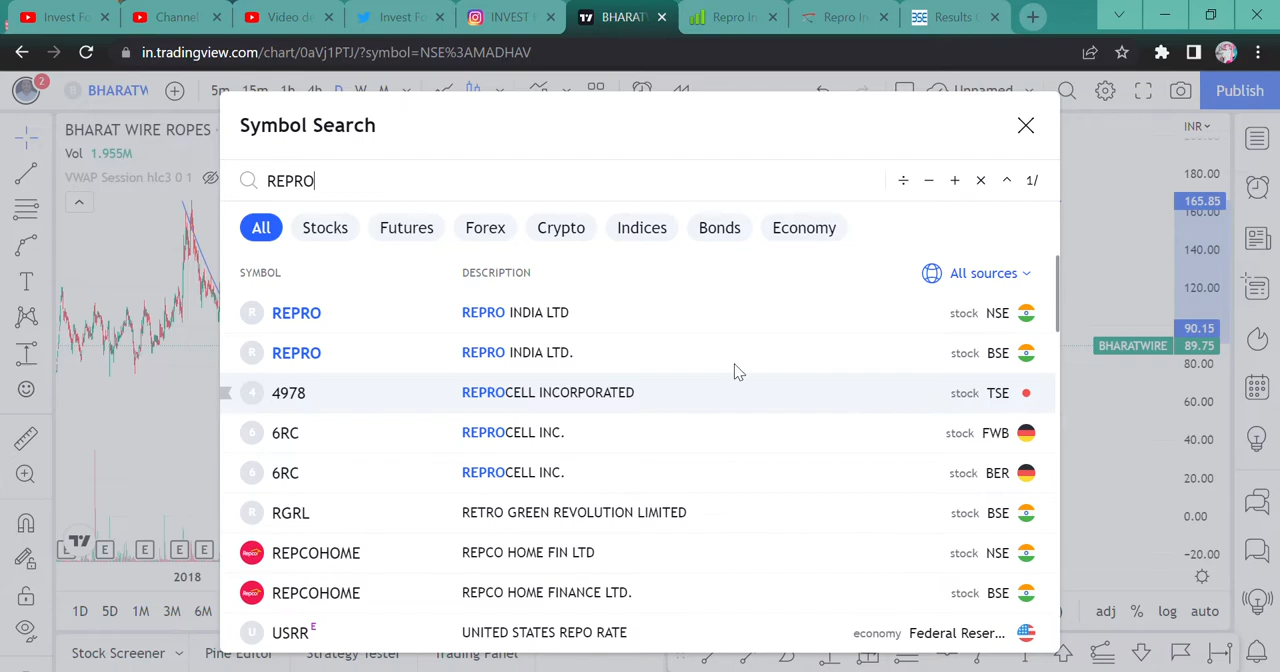 Invest Fo
Channel
Video de
Invest Fo
INVEST
BHARAT
Repro In
Repro In
Results
in.tradingview.com/chart/0aVj1PTJ/?symbol=NSE%3AMADHAV
2
BHARATW
5m 15m 1h 4h D W M
Unnamed
Publish
BHARAT WIRE ROPES
Vol 1.955M
VWAP Session hlc3 0 1
Symbol Search
REPRO
÷ − + × ^ 1/
All Stocks Futures Forex Crypto Indices Bonds Economy
SYMBOL DESCRIPTION All sources
R REPRO REPRO INDIA LTD stock NSE
R REPRO REPRO INDIA LTD. stock BSE
4 4978 REPROCELL INCORPORATED stock TSE
6 6RC REPROCELL INC. stock FWB
6 6RC REPROCELL INC. stock BER
R RGRL RETRO GREEN REVOLUTION LIMITED stock BSE
Repco REPCOHOME REPCO HOME FIN LTD stock NSE
Repco REPCOHOME REPCO HOME FINANCE LTD. stock BSE
U USRR E UNITED STATES REPO RATE economy Federal Reser...
INR
180.00
165.85
160.00
140.00
120.00
90.15
BHARATWIRE 89.75
80.00
60.00
40.00
20.00
0.00
−20.00
E E E E
2018
1D 5D 1M 3M 6M
adj % log auto
Stock Screener Pine Editor Strategy Tester Trading Panel